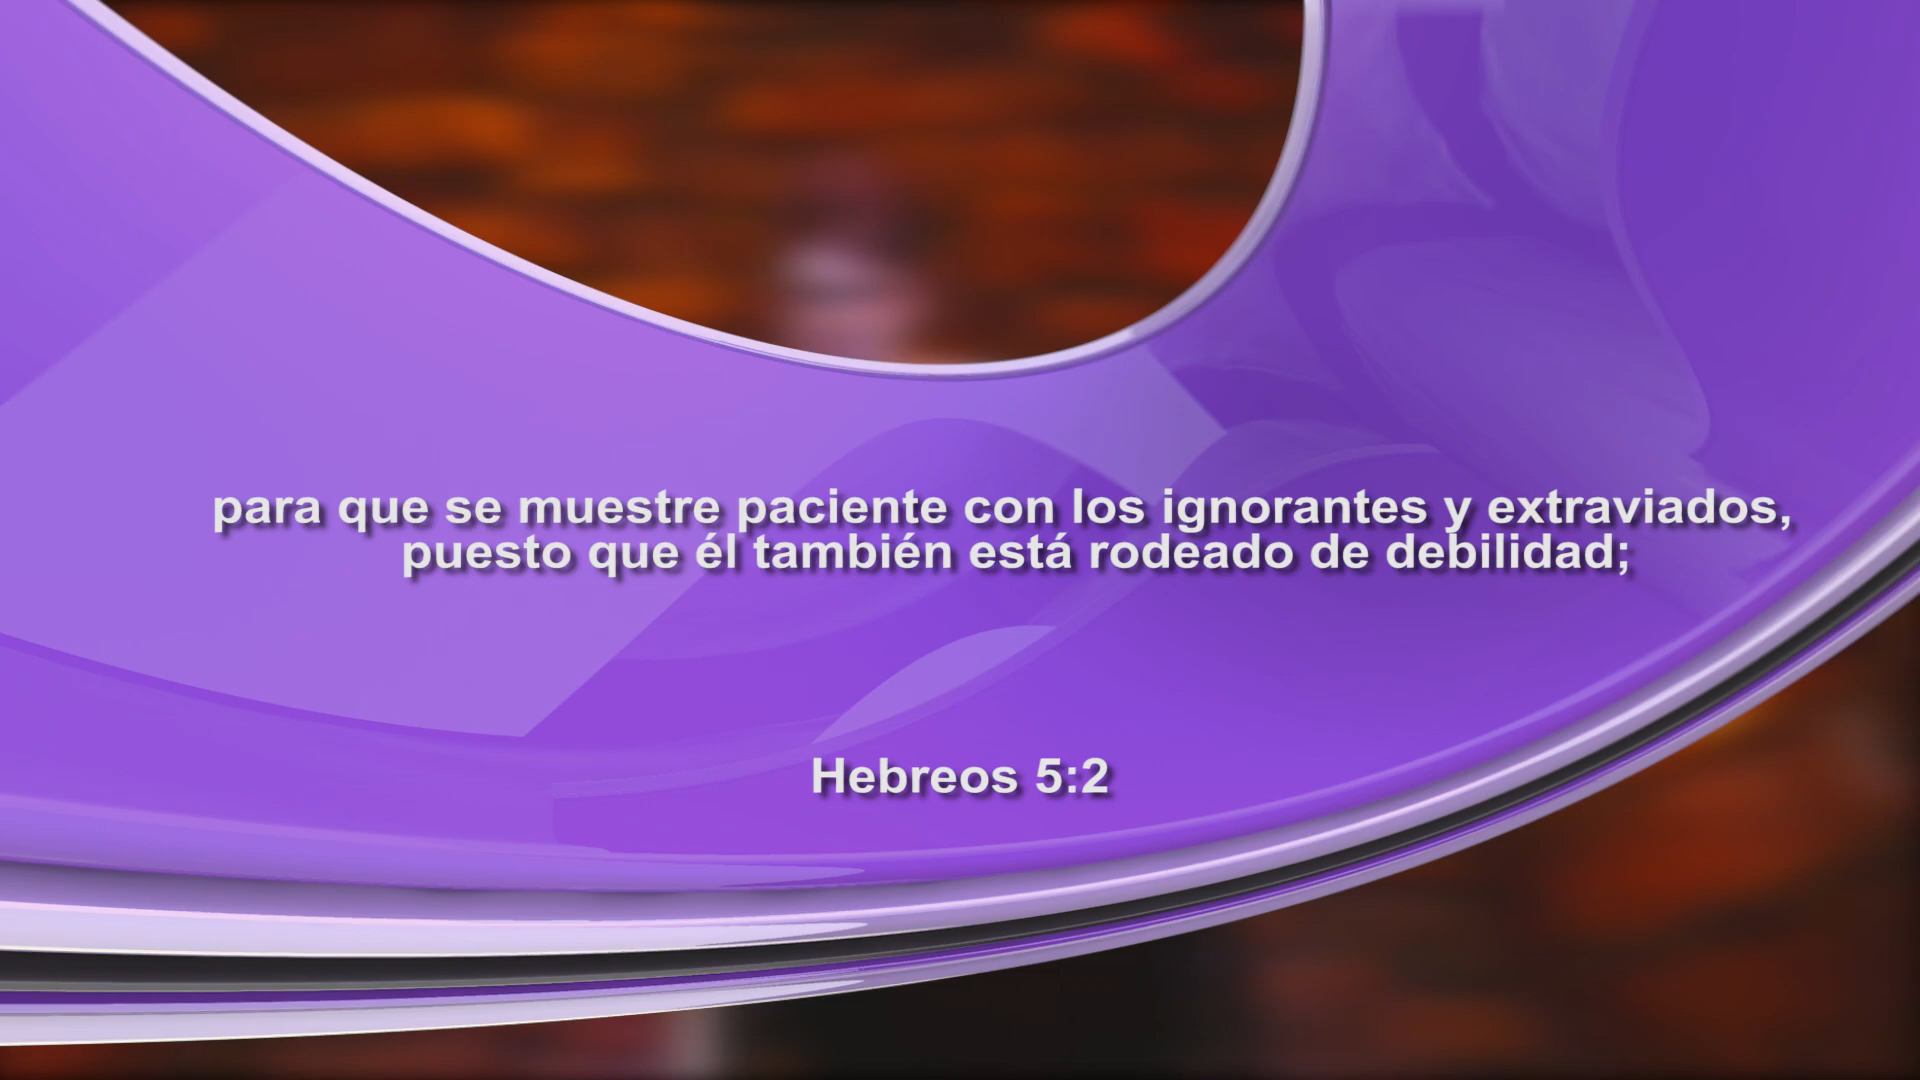 para que se muestre paciente con los ignorantes y extraviados,
puesto que él también está rodeado de debilidad;
Hebreos 5:2